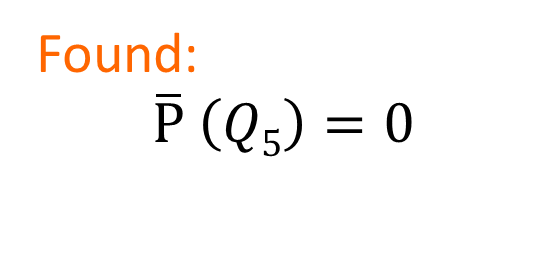 Found:
P̅ (Q₅) = 0